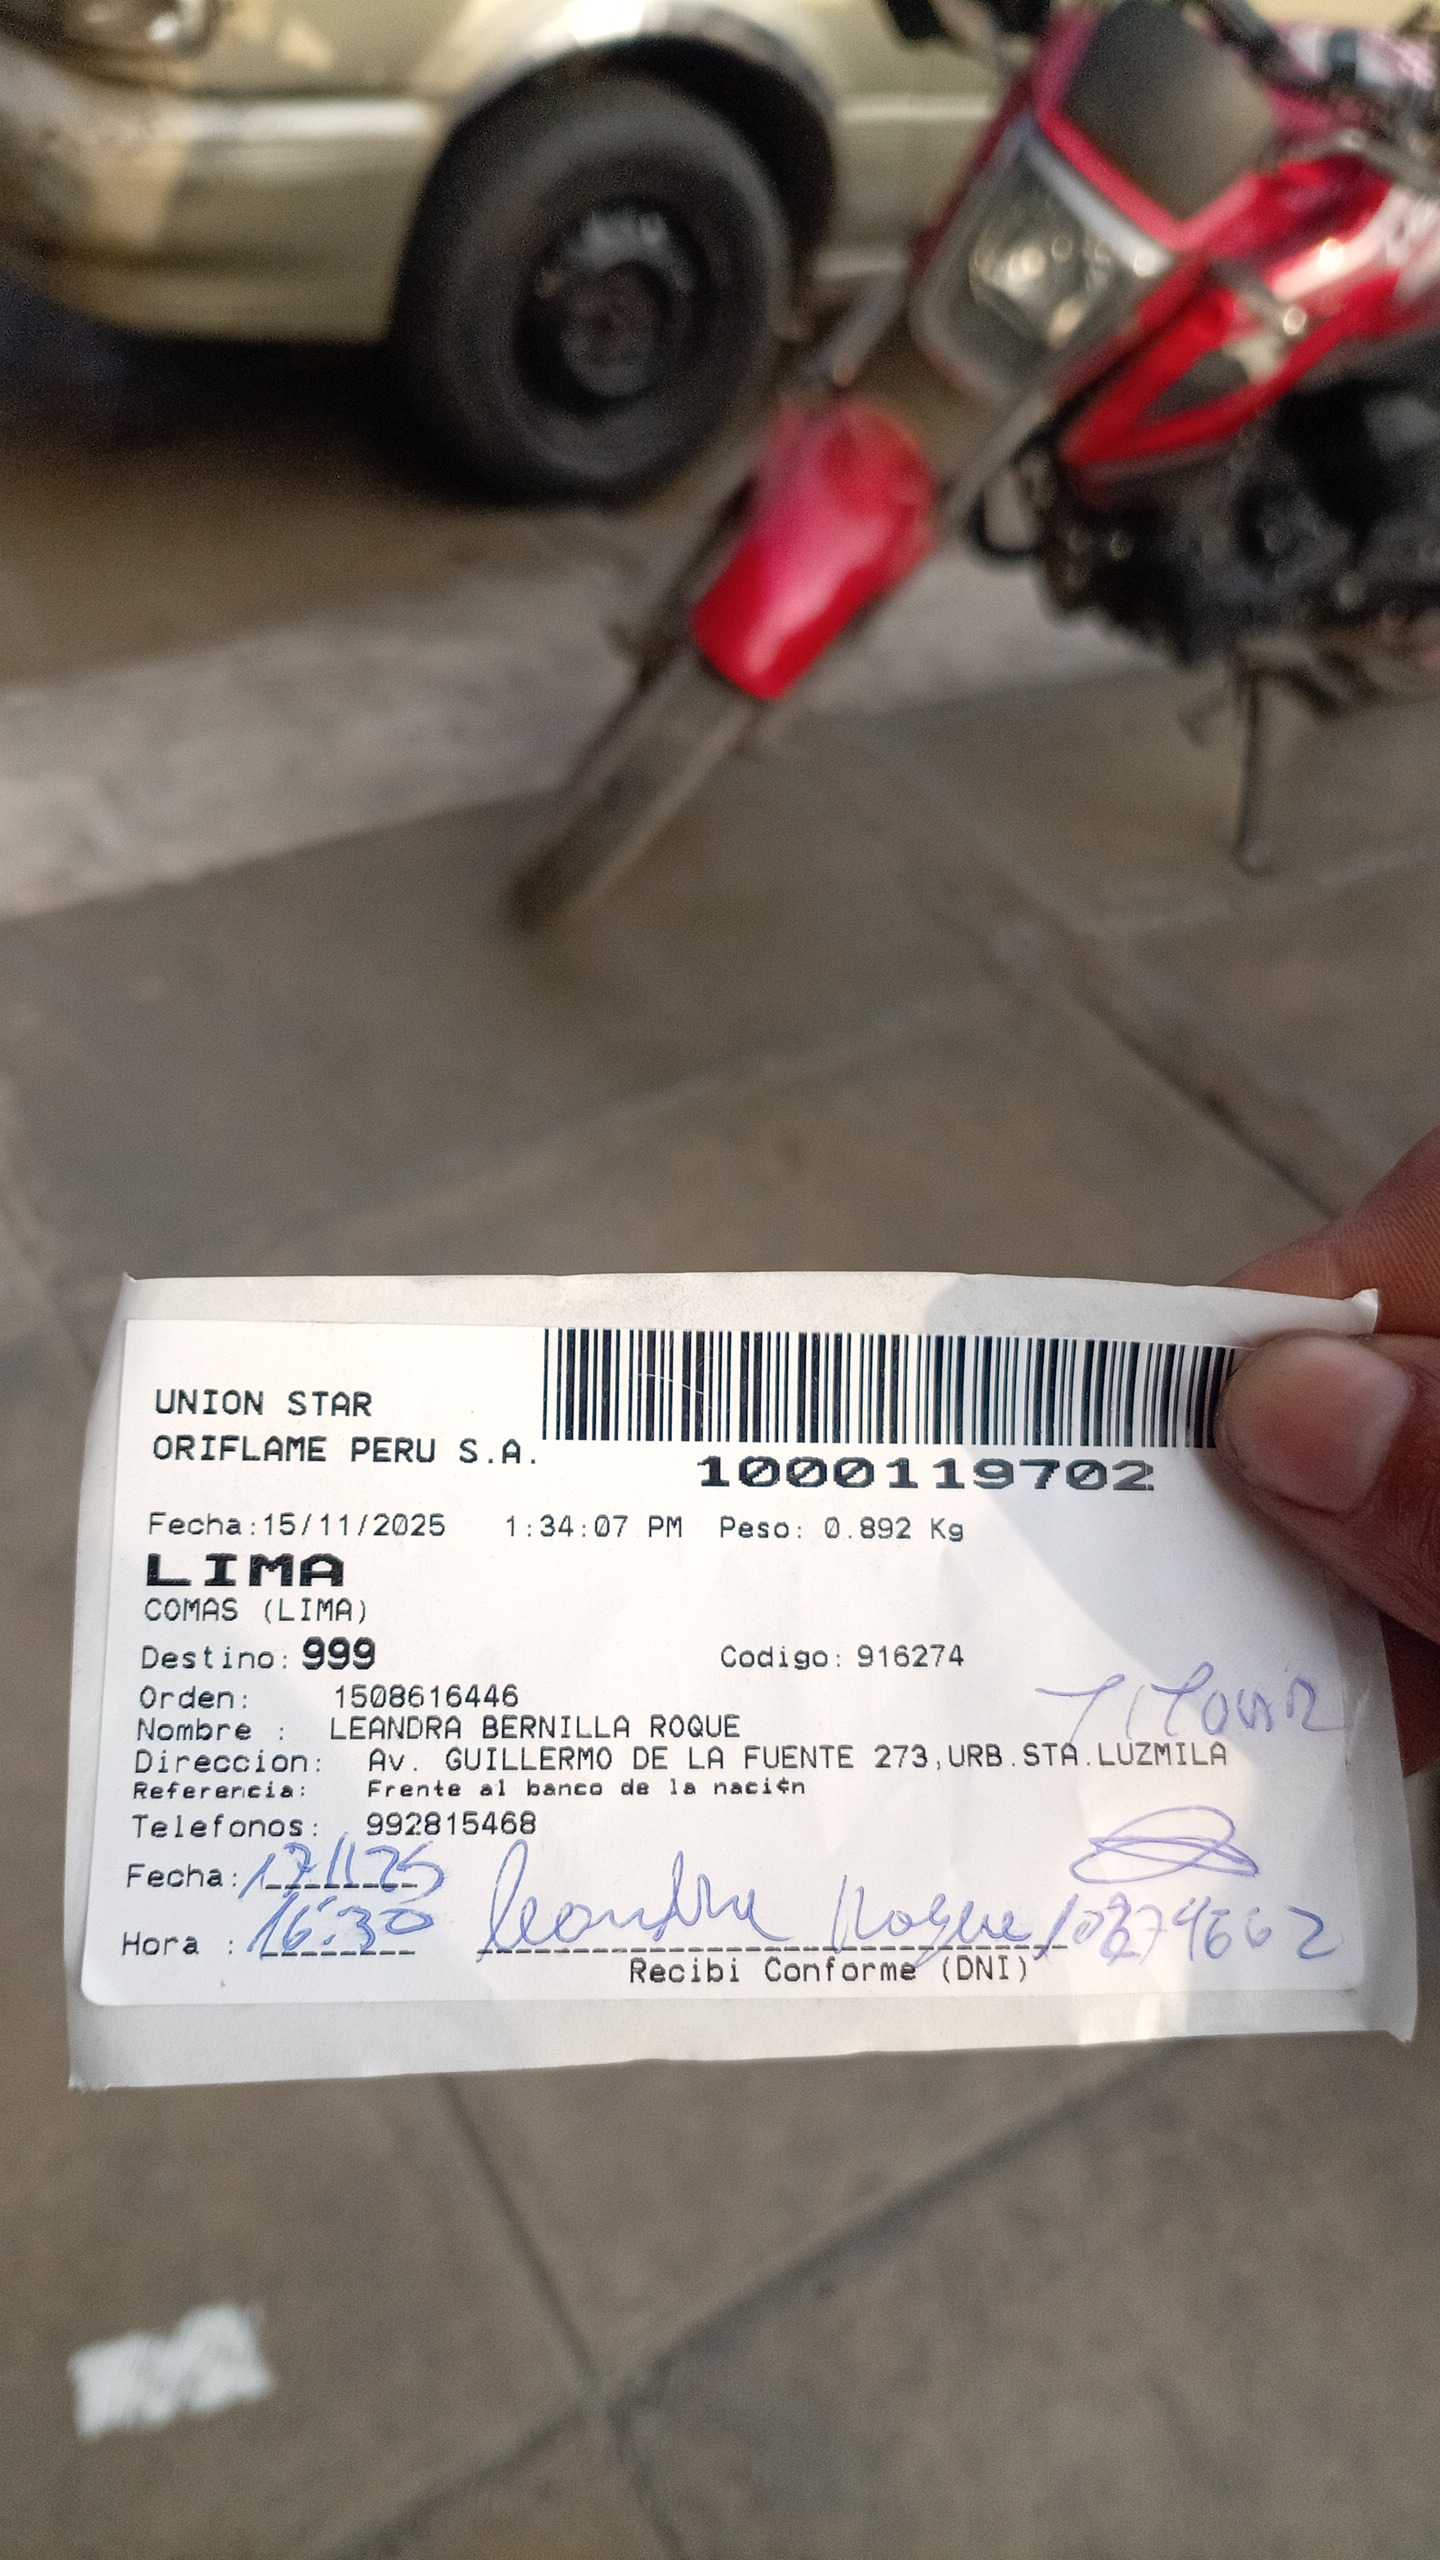 UNION STAR
ORIFLAME PERU S.A.
1000119702
Fecha:15/11/2025 1:34:07 PM Peso: 0.892 Kg
LIMA
COMAS (LIMA)
Destino: 999 Codigo: 916274
Orden: 1508616446
TITULAR
Nombre : LEANDRA BERNILLA ROQUE
Direccion: Av. GUILLERMO DE LA FUENTE 273,URB.STA.LUZMILA
Referencia: Frente al banco de la naci¢n
Telefonos: 992815468
Fecha: 17/11/25
Hora : 16:30 leandra Roque
Recibi Conforme (DNI)